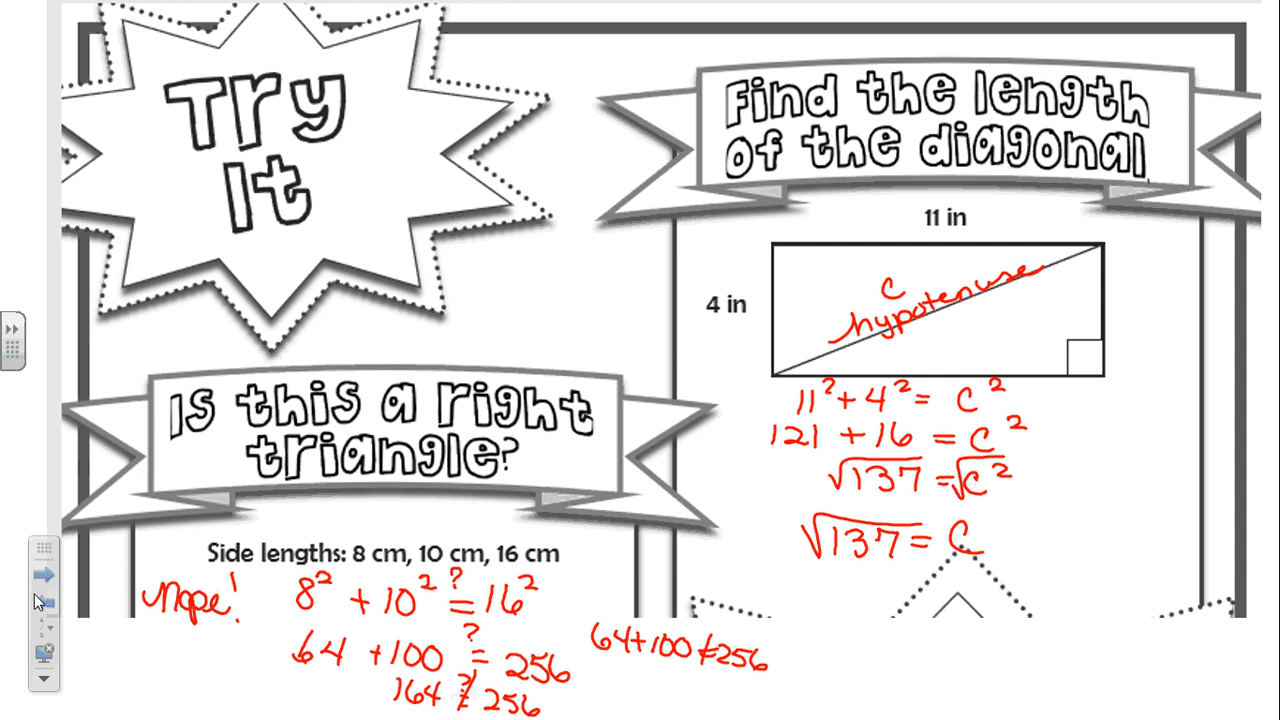 Try
It
Find the length
of the diagonal
11 in
4 in
c
hypotenuse
11² + 4² = c²
121 + 16 = c²
√137 = √c²
√137 = c
Is this a right
triangle?
Side lengths: 8 cm, 10 cm, 16 cm
Nope!
8² + 10² ≟ 16²
64 + 100 ≟ 256
164 ≠ 256
64+100≠256